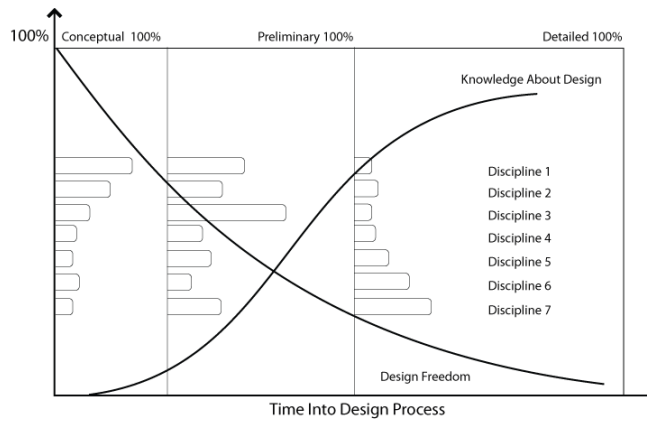 100%
Conceptual 100%
Preliminary 100%
Detailed 100%
Knowledge About Design
Discipline 1
Discipline 2
Discipline 3
Discipline 4
Discipline 5
Discipline 6
Discipline 7
Design Freedom
Time Into Design Process